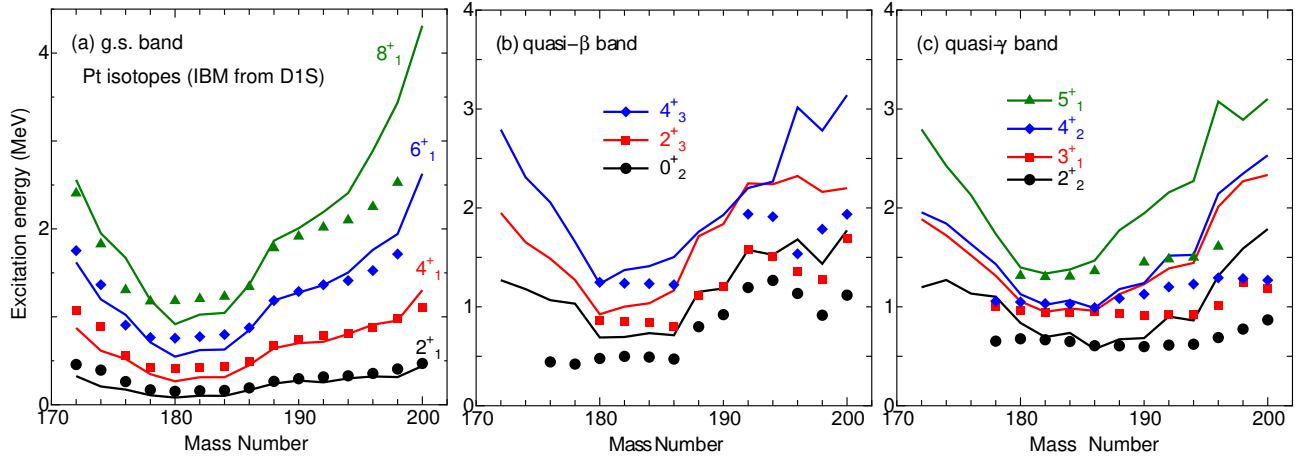 (a) g.s. band
Pt isotopes (IBM from D1S)
8⁺₁
6⁺₁
4⁺₁
2⁺₁
Excitation energy (MeV)
4
2
0
170 180 190 200
Mass Number
(b) quasi-β band
4⁺₃
2⁺₃
0⁺₂
4
3
2
1
0
170 180 190 200
Mass Number
(c) quasi-γ band
5⁺₁
4⁺₂
3⁺₁
2⁺₂
4
3
2
1
0
170 180 190 200
Mass Number